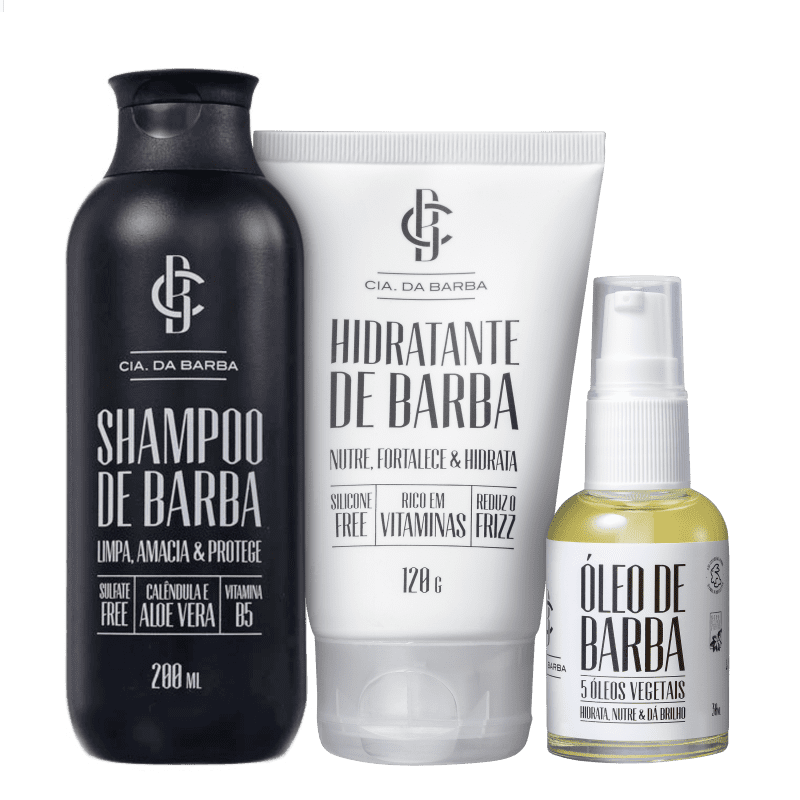 CIA. DA BARBA
SHAMPOO
DE BARBA
LIMPA, AMACIA & PROTEGE
SULFATE
FREE
CALÊNDULA E
ALOE VERA
VITAMINA
B5
200 ML
CIA. DA BARBA
HIDRATANTE
DE BARBA
NUTRE, FORTALECE & HIDRATA
SILICONE
FREE
RICO EM
VITAMINAS
REDUZ O
FRIZZ
120 G
ÓLEO DE
BARBA
5 ÓLEOS VEGETAIS
HIDRATA, NUTRE & DÁ BRILHO
DA BARBA